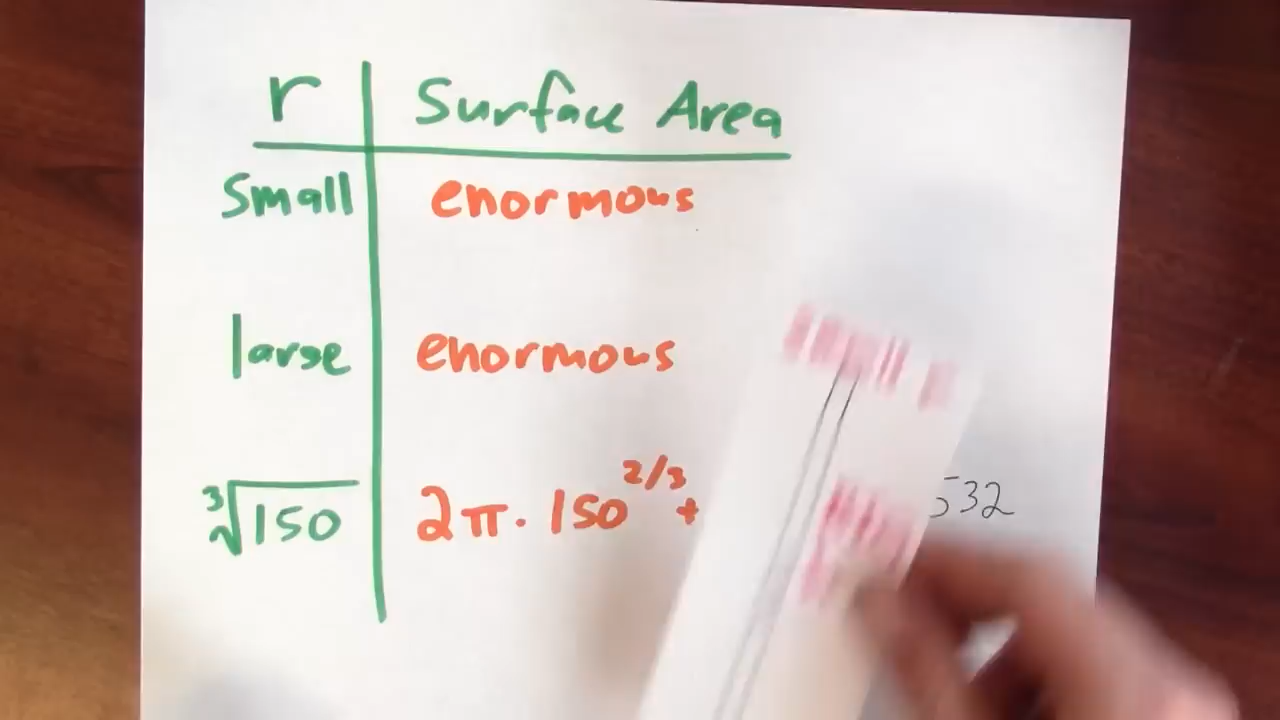 r Surface Area
small enormous
large enormous
∛150 2π · 150^2/3 + 532